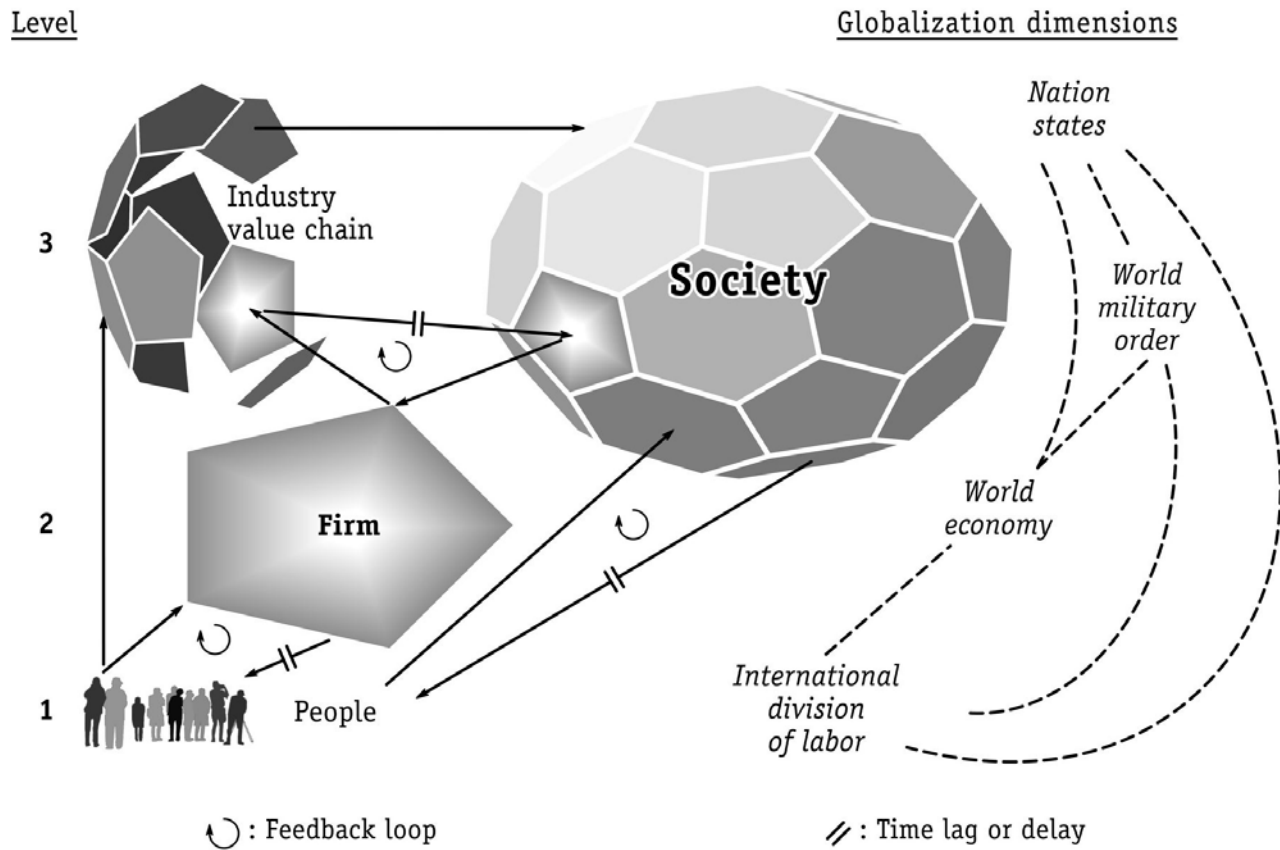 Level
Globalization dimensions
Nation
states
Industry
value chain
3
Society
World
military
order
World
economy
2
Firm
International
division
of labor
1
People
: Feedback loop
: Time lag or delay